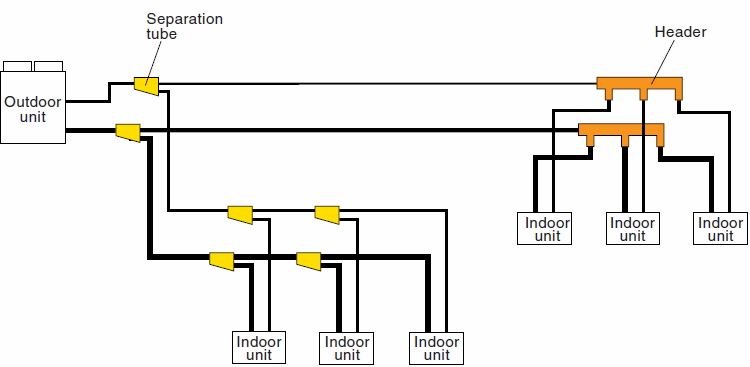 Separation
tube
Header
Outdoor
unit
Indoor
unit
Indoor
unit
Indoor
unit
Indoor
unit
Indoor
unit
Indoor
unit